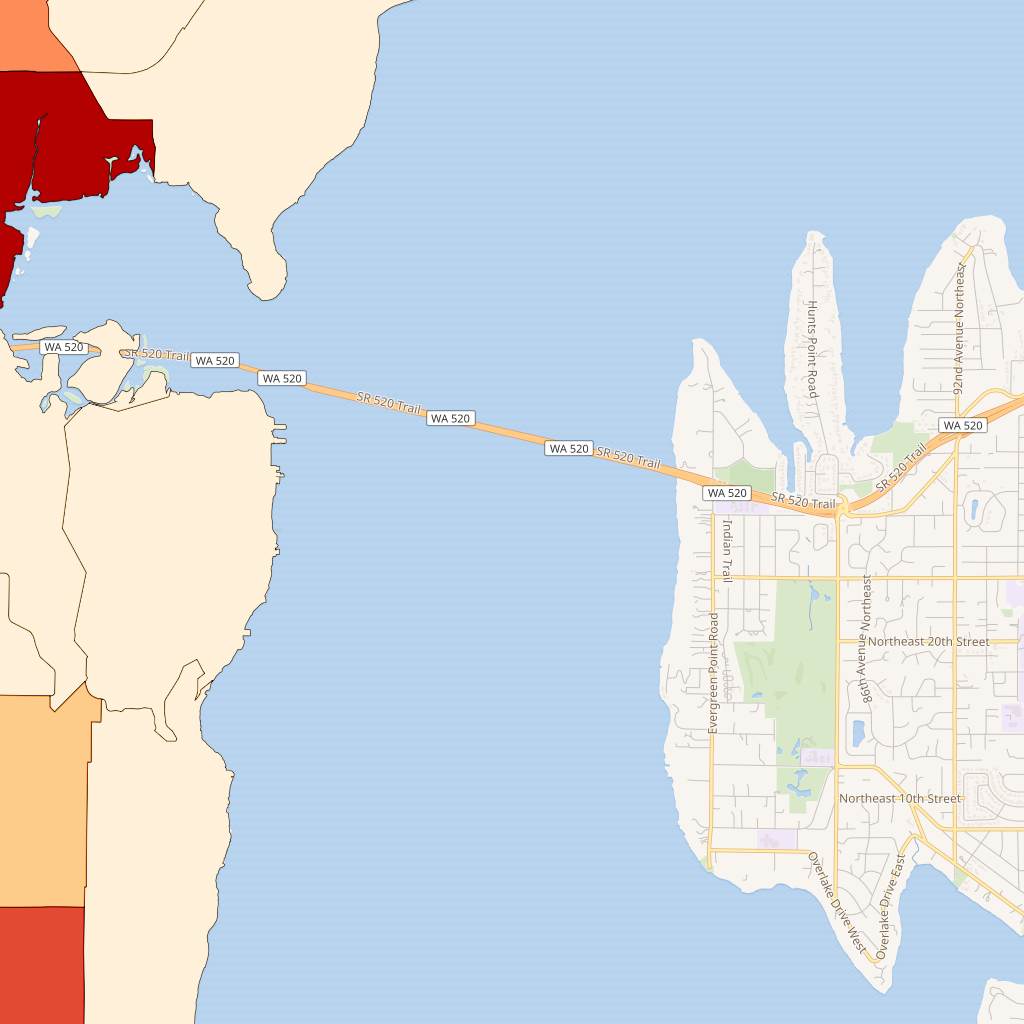 92nd Avenue Northeast
Hunts Point Road
WA 520
SR 520 Trail
WA 520
WA 520
SR 520 Trail
WA 520
WA 520
WA 520
SR 520 Trail
SR 520 Trail
WA 520
SR 520 Trail
Indian Trail
86th Avenue Northeast
Evergreen Point Road
Northeast 20th Street
Northeast 10th Street
Overlake Drive West
Overlake Drive East